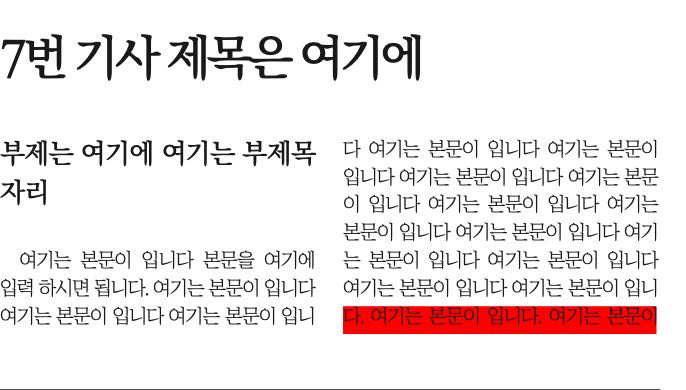 7번 기사 제목은 여기에
부제는 여기에 여기는 부제목
자리
여기는 본문이 입니다 본문을 여기에
입력 하시면 됩니다. 여기는 본문이 입니다
여기는 본문이 입니다 여기는 본문이 입니
다 여기는 본문이 입니다 여기는 본문이
입니다 여기는 본문이 입니다 여기는 본문
이 입니다 여기는 본문이 입니다 여기는
본문이 입니다 여기는 본문이 입니다 여기
는 본문이 입니다 여기는 본문이 입니다
여기는 본문이 입니다 여기는 본문이 입니
다. 여기는 본문이 입니다. 여기는 본문이